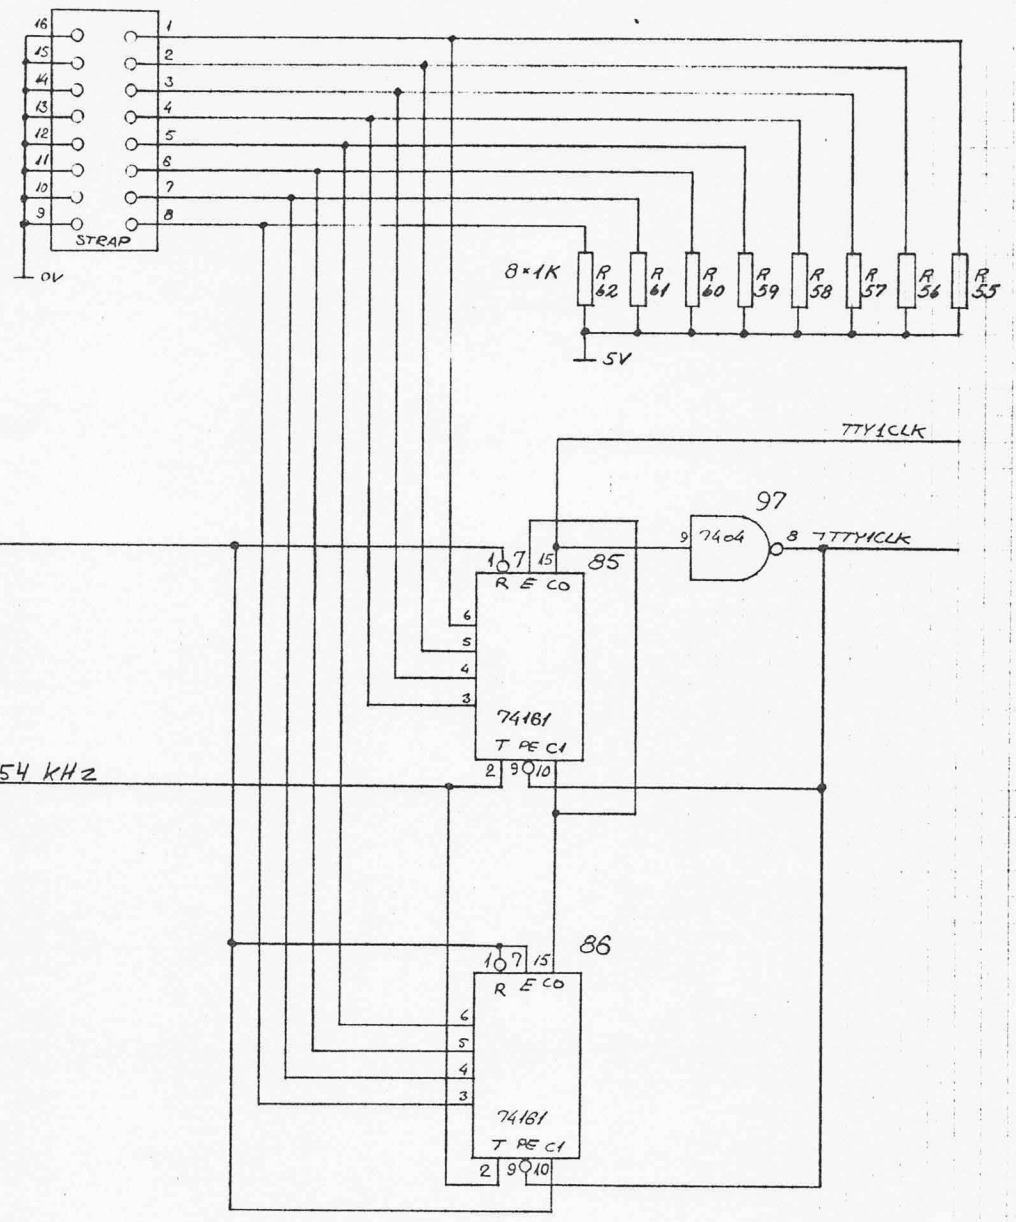 16 1
15 2
14 3
13 4
12 5
11 6
10 7
9 8
STRAP
0V
8*1K R 62 R 61 R 60 R 59 R 58 R 57 R 56 R 55
5V
TTY1CLK
97
9 7404 8 7TTY1CLK
1 7 15 85
R E CO
6
5
4
3
74161
T PE C1
2 9 10
54 KHZ
86
1 7 15
R E CO
6
5
4
3
74161
T PE C1
2 9 10